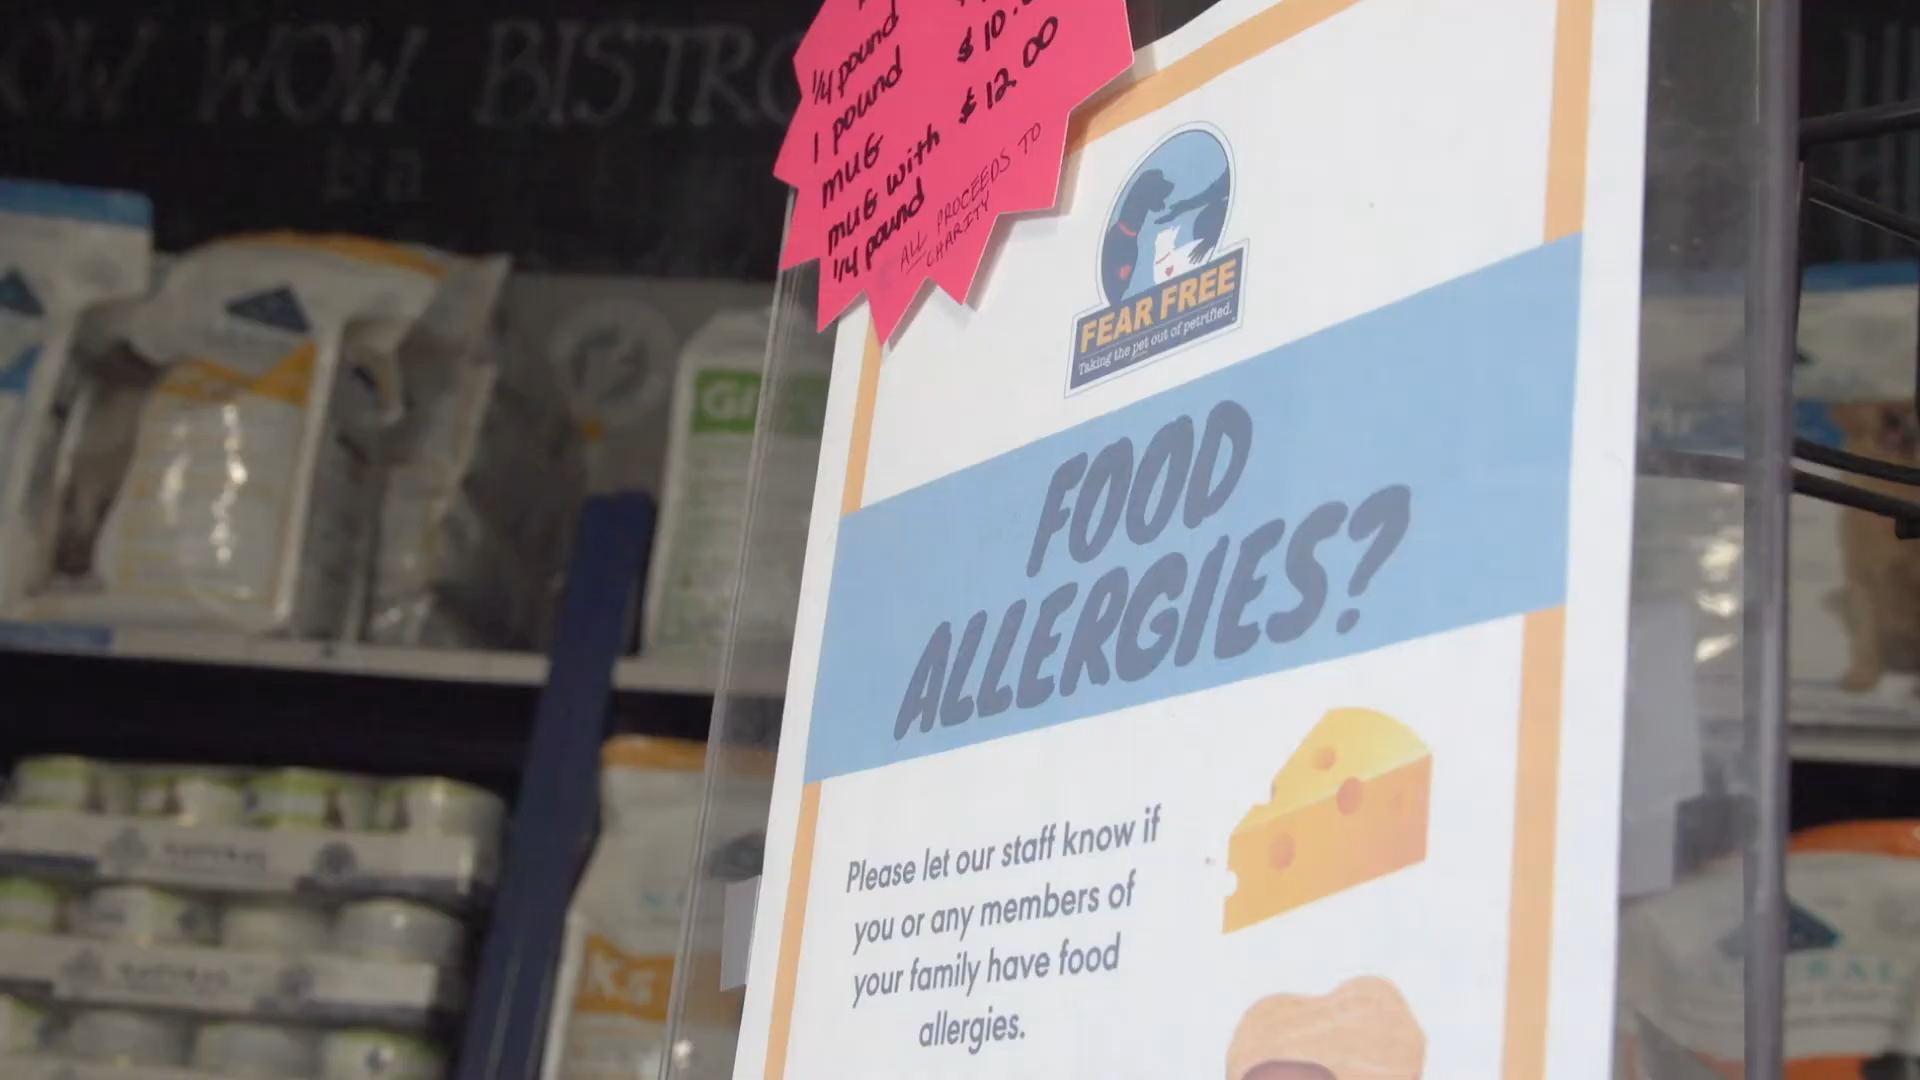 WOW BISTRO
is a
1/4 pound
1 pound $10.
MUG $12.00
MUG with
1/4 pound
ALL PROCEEDS TO
CHARITY
FEAR FREE
Taking the pet out of petrified.
FOOD
ALLERGIES?
Please let our staff know if
you or any members of
your family have food
allergies.